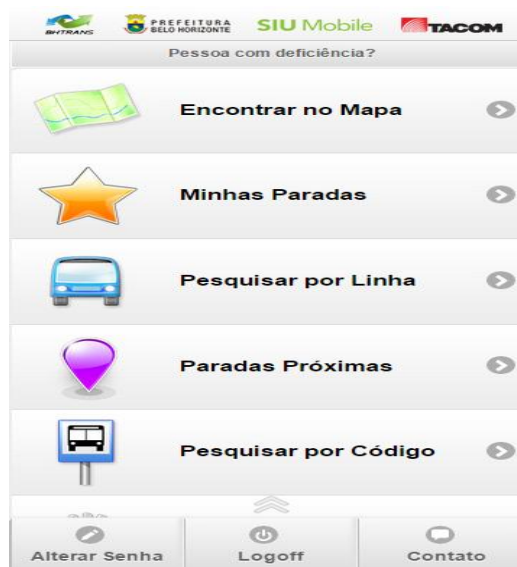 BHTRANS PREFEITURA BELO HORIZONTE SIU Mobile TACOM
Pessoa com deficiência?
Encontrar no Mapa
Minhas Paradas
Pesquisar por Linha
Paradas Próximas
Pesquisar por Código
Alterar Senha Logoff Contato